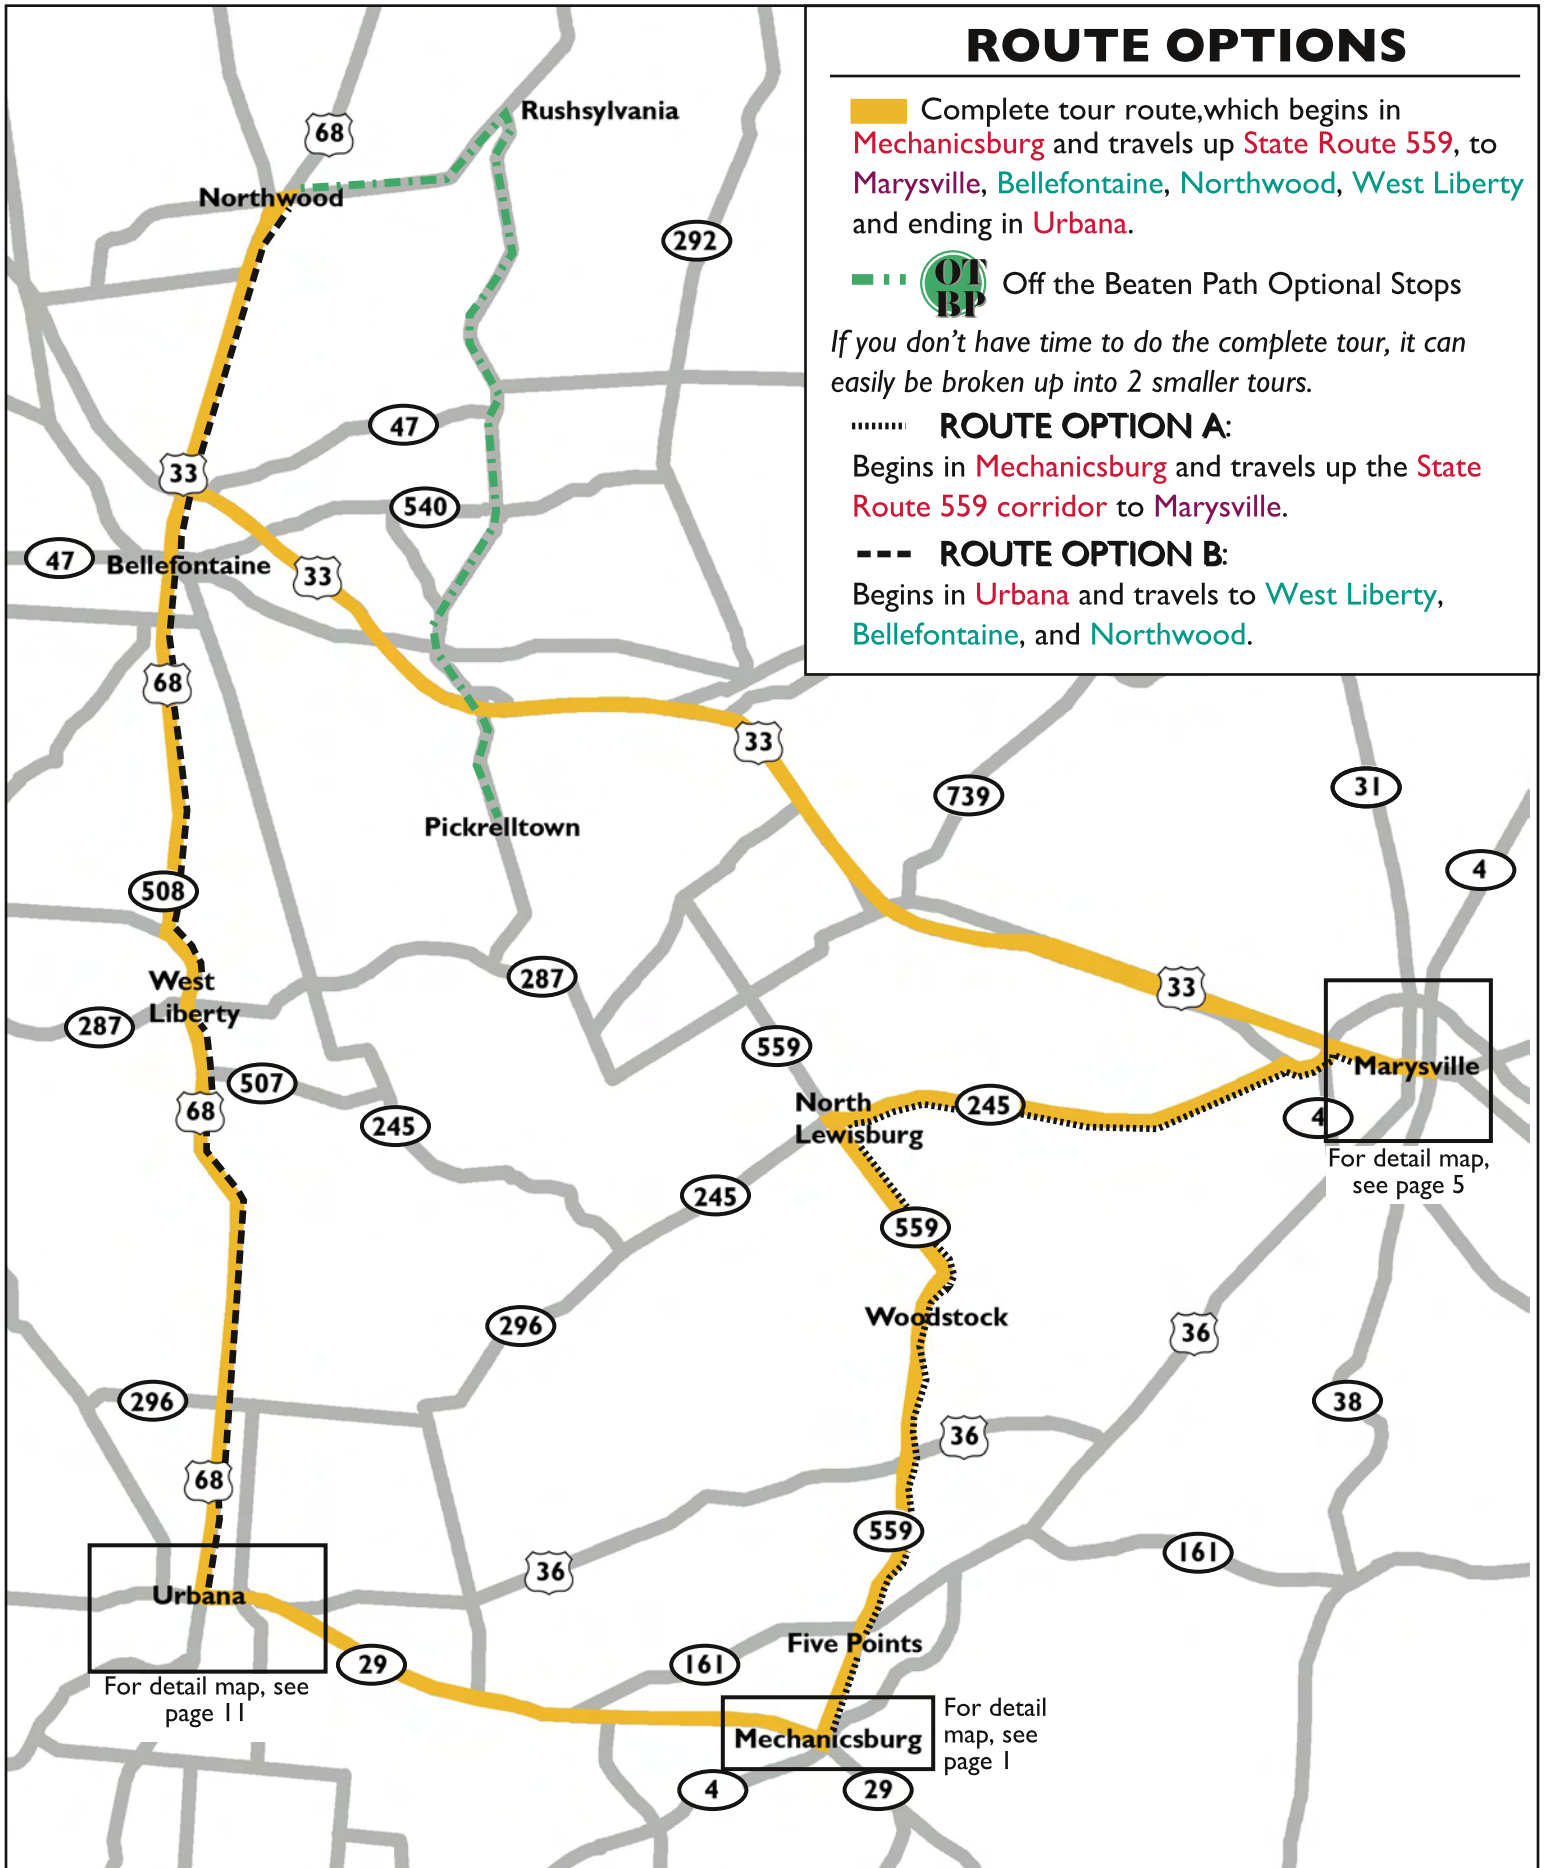 ROUTE OPTIONS
Complete tour route,which begins in
Mechanicsburg and travels up State Route 559, to
Marysville, Bellefontaine, Northwood, West Liberty
and ending in Urbana.
OT
BP
Off the Beaten Path Optional Stops
If you don't have time to do the complete tour, it can
easily be broken up into 2 smaller tours.
ROUTE OPTION A:
Begins in Mechanicsburg and travels up the State
Route 559 corridor to Marysville.
ROUTE OPTION B:
Begins in Urbana and travels to West Liberty,
Bellefontaine, and Northwood.
Rushsylvania
68
Northwood
292
47
33
540
47
Bellefontaine
33
68
33
739
31
Pickrelltown
4
508
West
Liberty
287
33
287
559
Marysville
507
North
Lewisburg
245
68
245
4
For detail map,
see page 5
245
559
Woodstock
296
36
296
38
36
68
559
36
161
Urbana
Five Points
29
161
For detail map, see
page 11
For detail
map, see
page 1
Mechanicsburg
4
29